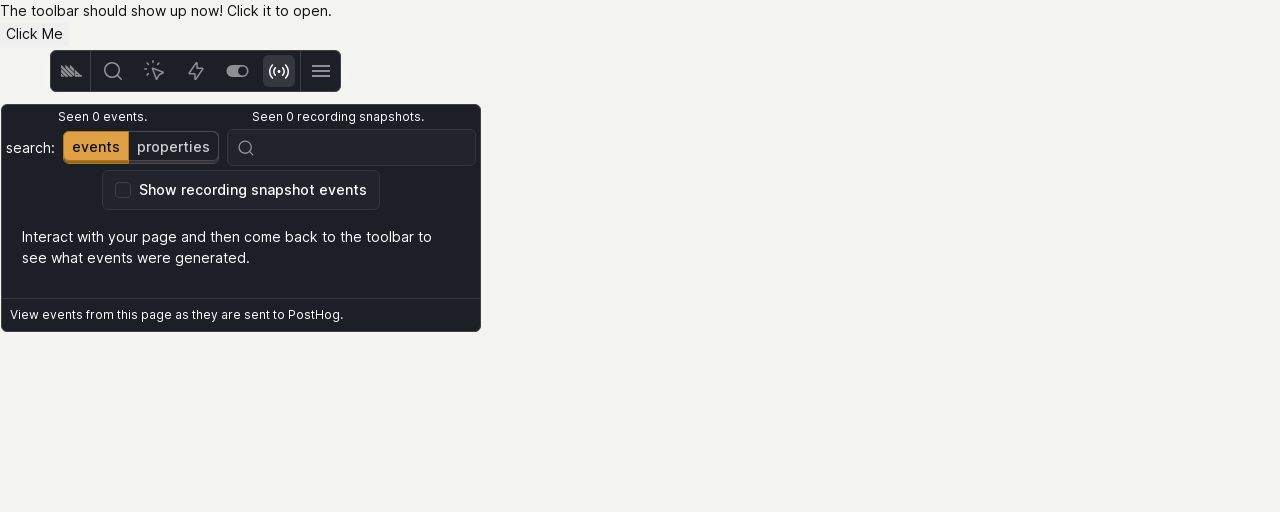 The toolbar should show up now! Click it to open.
Click Me
Seen 0 events.
Seen 0 recording snapshots.
search:
events
properties
Show recording snapshot events
Interact with your page and then come back to the toolbar to
see what events were generated.
View events from this page as they are sent to PostHog.